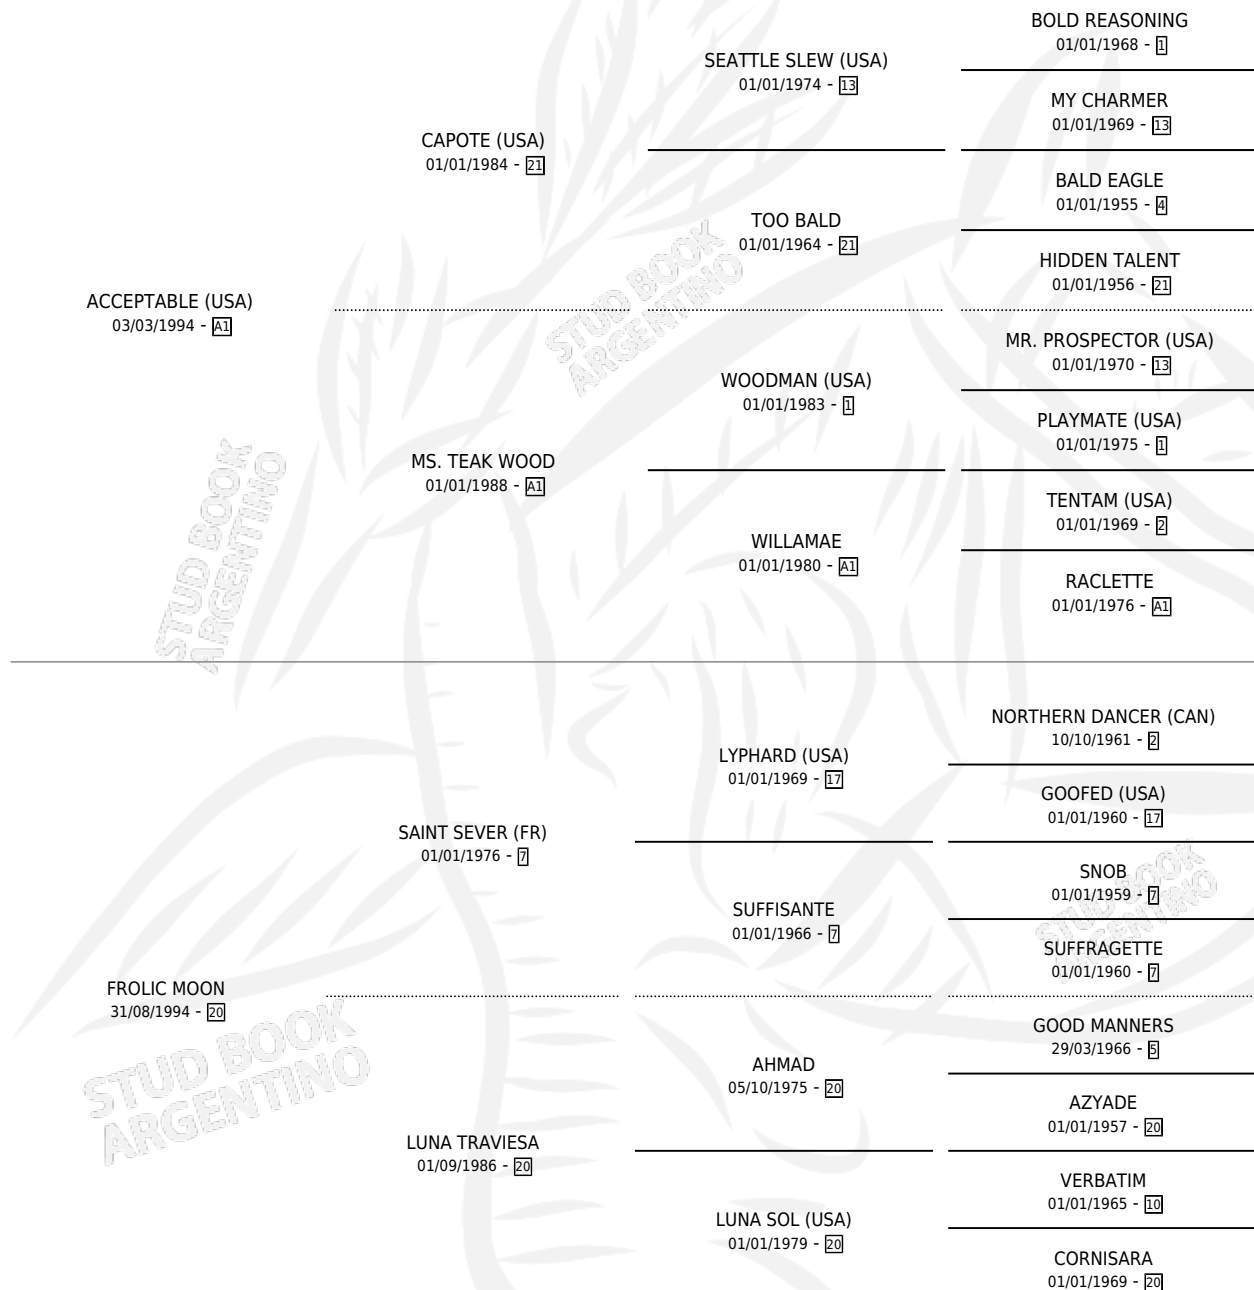 BOLD REASONING
01/01/1968 - 1
SEATTLE SLEW (USA)
01/01/1974 - 13
MY CHARMER
01/01/1969 - 13
CAPOTE (USA)
01/01/1984 - 21
BALD EAGLE
01/01/1955 - 4
TOO BALD
01/01/1964 - 21
HIDDEN TALENT
01/01/1956 - 21
ACCEPTABLE (USA)
03/03/1994 - A1
MR. PROSPECTOR (USA)
01/01/1970 - 13
WOODMAN (USA)
01/01/1983 - 1
PLAYMATE (USA)
01/01/1975 - 1
MS. TEAK WOOD
01/01/1988 - A1
TENTAM (USA)
01/01/1969 - 2
WILLAMAE
01/01/1980 - A1
RACLETTE
01/01/1976 - A1
NORTHERN DANCER (CAN)
10/10/1961 - 2
LYPHARD (USA)
01/01/1969 - 17
GOOFED (USA)
01/01/1960 - 17
SAINT SEVER (FR)
01/01/1976 - 7
SNOB
01/01/1959 - 7
SUFFISANTE
01/01/1966 - 7
SUFFRAGETTE
01/01/1960 - 7
FROLIC MOON
31/08/1994 - 20
GOOD MANNERS
29/03/1966 - 5
AHMAD
05/10/1975 - 20
AZYADE
01/01/1957 - 20
LUNA TRAVIESA
01/09/1986 - 20
VERBATIM
01/01/1965 - 10
LUNA SOL (USA)
01/01/1979 - 20
CORNISARA
01/01/1969 - 20
STUD BOOK
ARGENTINO
STUD BOOK
ARGENTINO
STUD BOOK
ARGENTINO
STUD BOOK
ARGENTINO